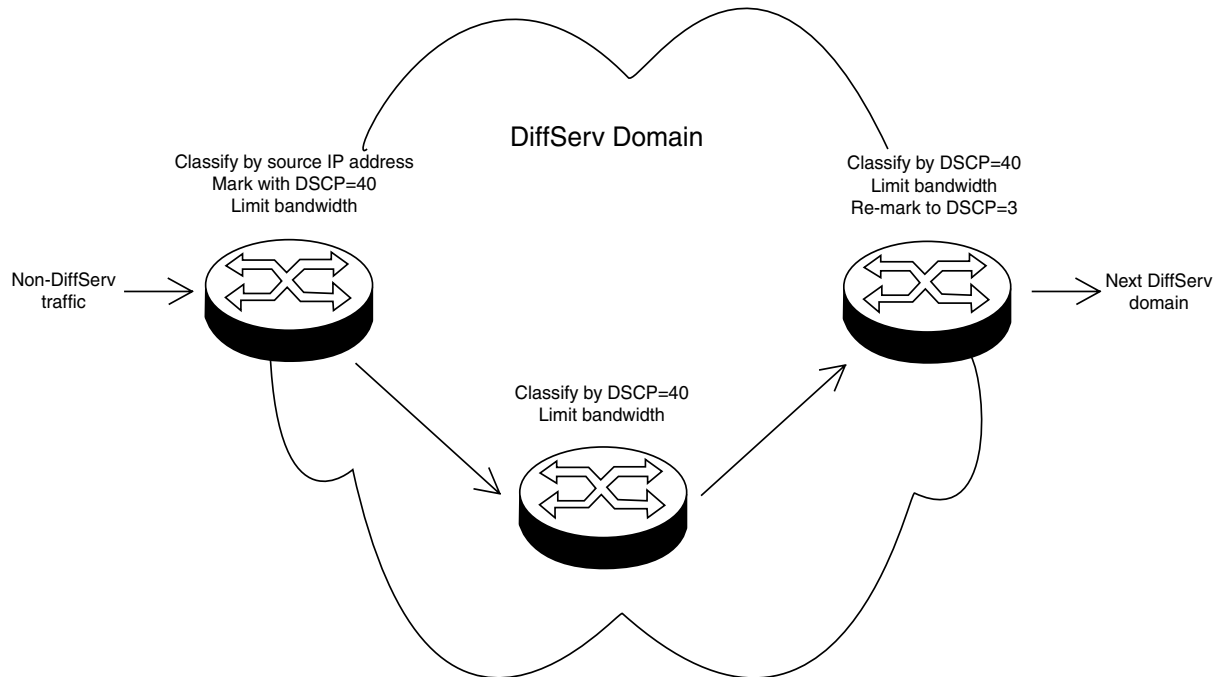 DiffServ Domain
Classify by source IP address
Mark with DSCP=40
Limit bandwidth
Classify by DSCP=40
Limit bandwidth
Re-mark to DSCP=3
Non-DiffServ
traffic
Next DiffServ
domain
Classify by DSCP=40
Limit bandwidth